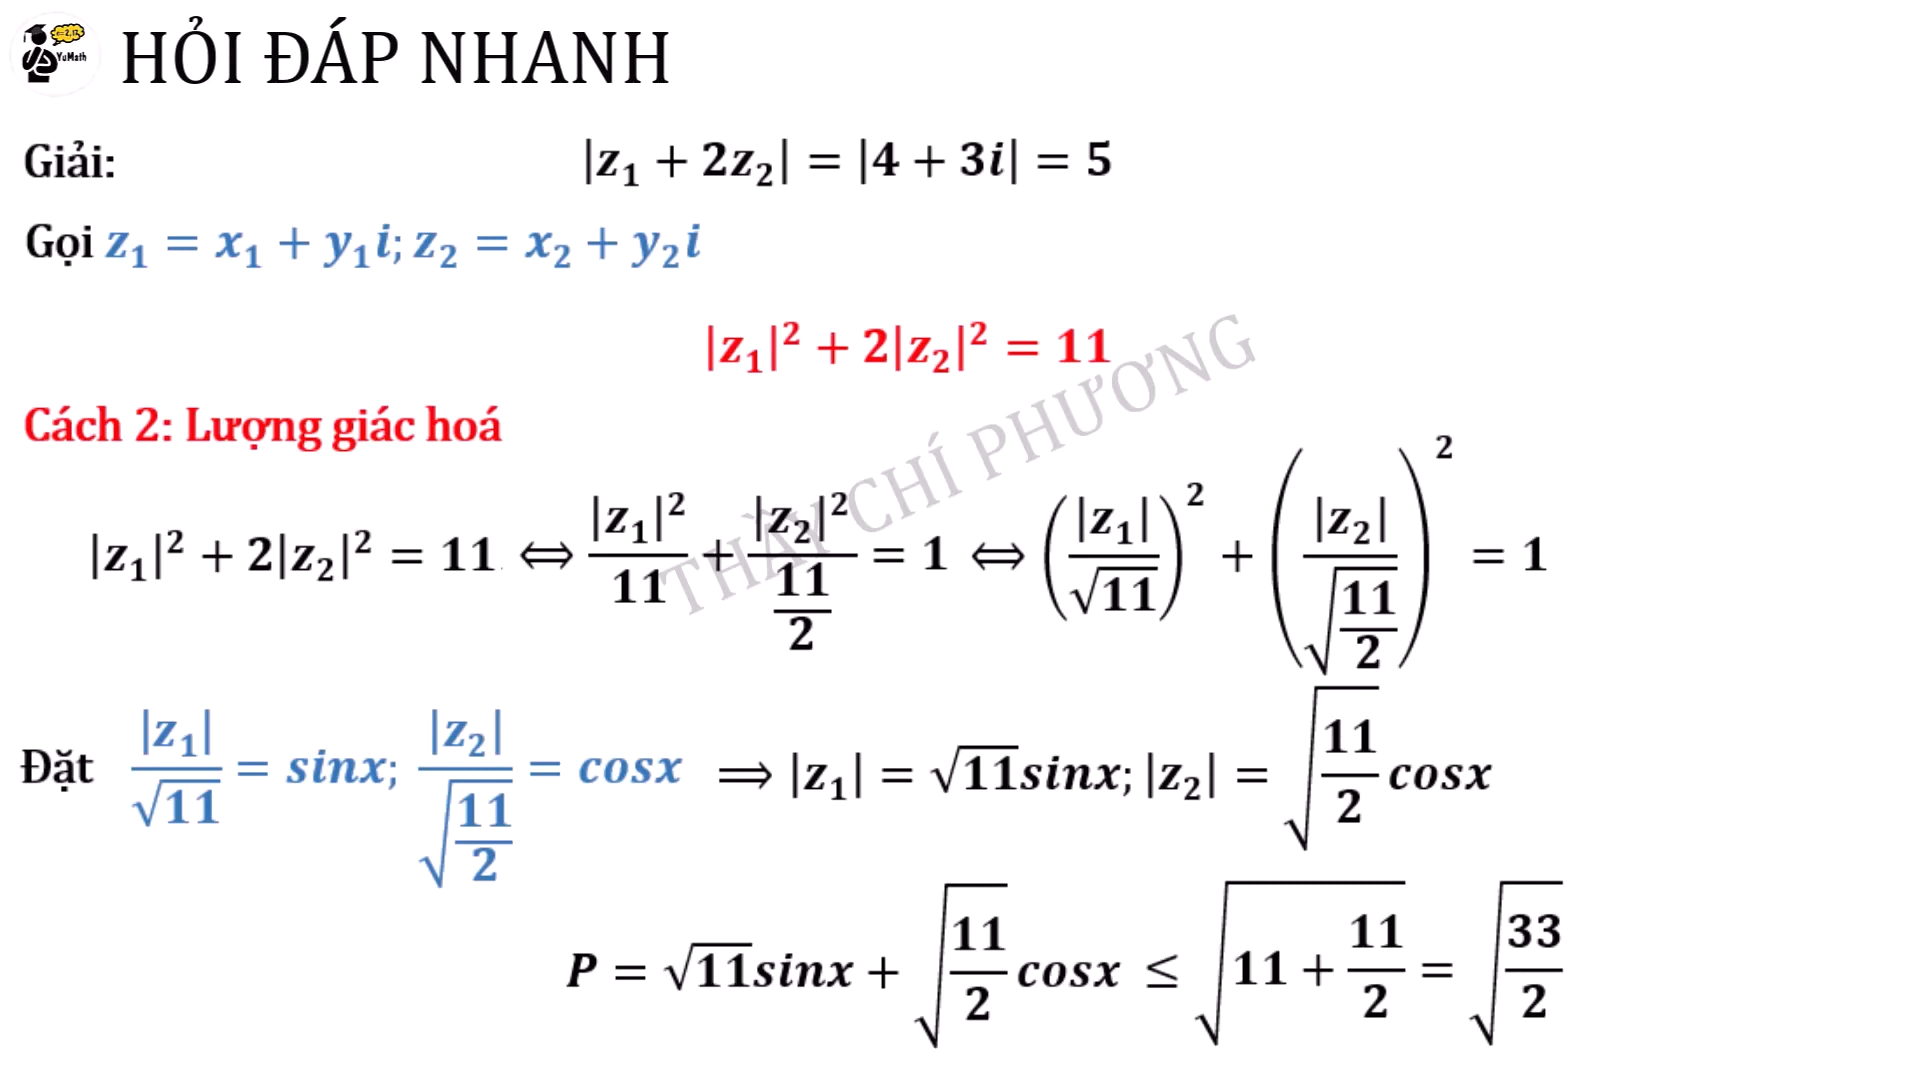 HỎI ĐÁP NHANH
YuMath
Giải: |z₁ + 2z₂| = |4 + 3i| = 5
Gọi z₁ = x₁ + y₁i; z₂ = x₂ + y₂i
|z₁|² + 2|z₂|² = 11
THẦY CHÍ PHƯƠNG
Cách 2: Lượng giác hoá
|z₁|² + 2|z₂|² = 11 ⟺ |z₁|²/11 + |z₂|²/(11/2) = 1 ⟺ (|z₁|/√11)² + (|z₂|/√(11/2))² = 1
Đặt |z₁|/√11 = sinx; |z₂|/√(11/2) = cosx ⟹ |z₁| = √11sinx; |z₂| = √(11/2) cosx
P = √11sinx + √(11/2) cosx ≤ √(11 + 11/2) = √(33/2)